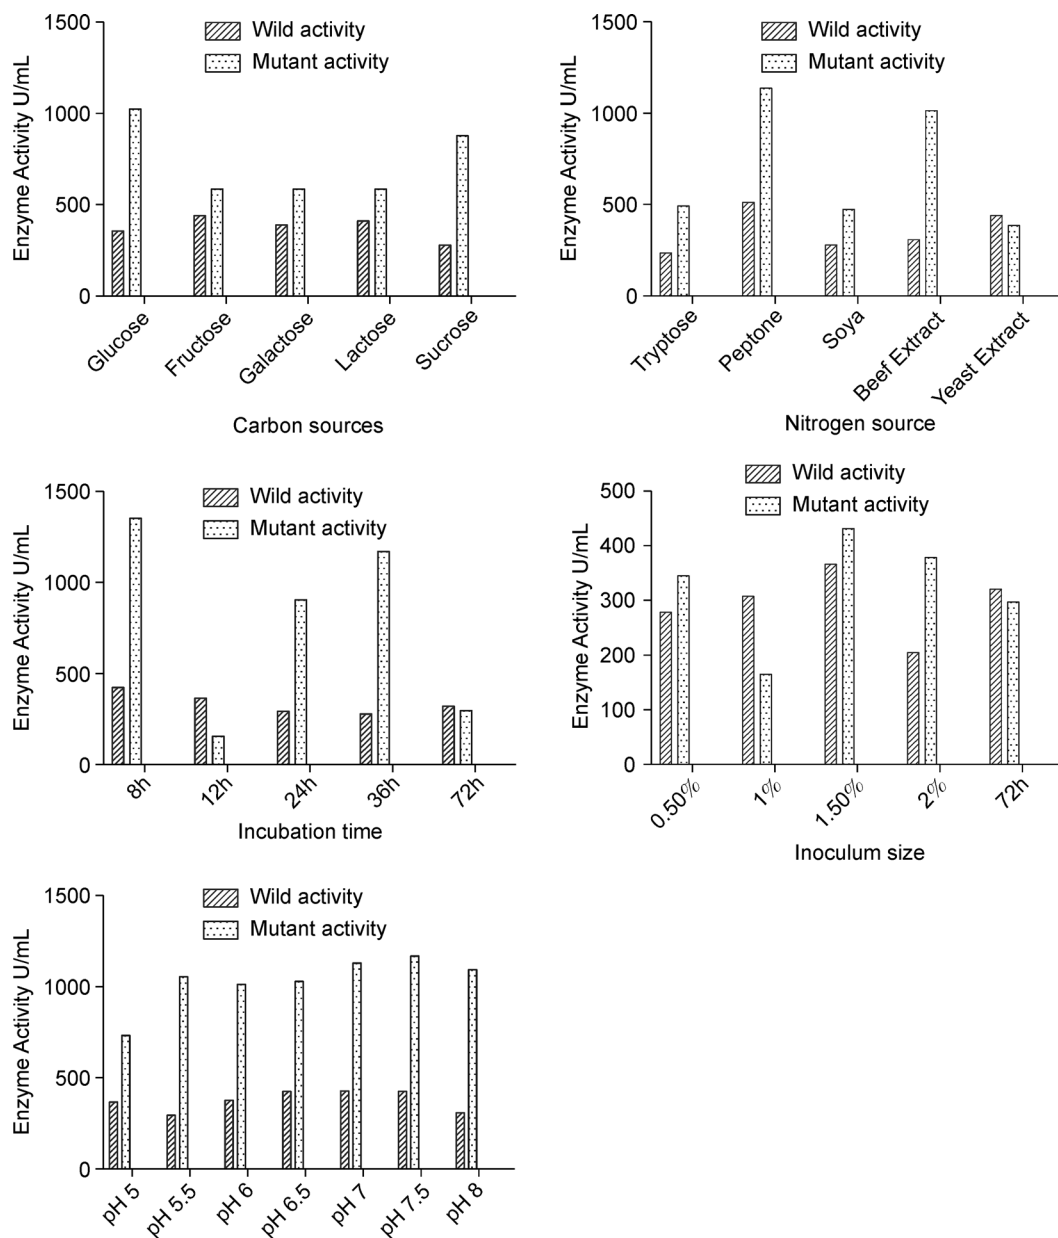 Wild activity
Mutant activity
Enzyme Activity U/mL
1500
1000
500
0
Glucose
Fructose
Galactose
Lactose
Sucrose
Carbon sources
Wild activity
Mutant activity
Enzyme Activity U/mL
1500
1000
500
0
Tryptose
Peptone
Soya
Beef Extract
Yeast Extract
Nitrogen source
Wild activity
Mutant activity
Enzyme Activity U/mL
1500
1000
500
0
8h
12h
24h
36h
72h
Incubation time
Wild activity
Mutant activity
Enzyme Activity U/mL
500
400
300
200
100
0
0.50%
1%
1.50%
2%
72h
Inoculum size
Wild activity
Mutant activity
Enzyme Activity U/mL
1500
1000
500
0
pH 5
pH 5.5
pH 6
pH 6.5
pH 7
pH 7.5
pH 8